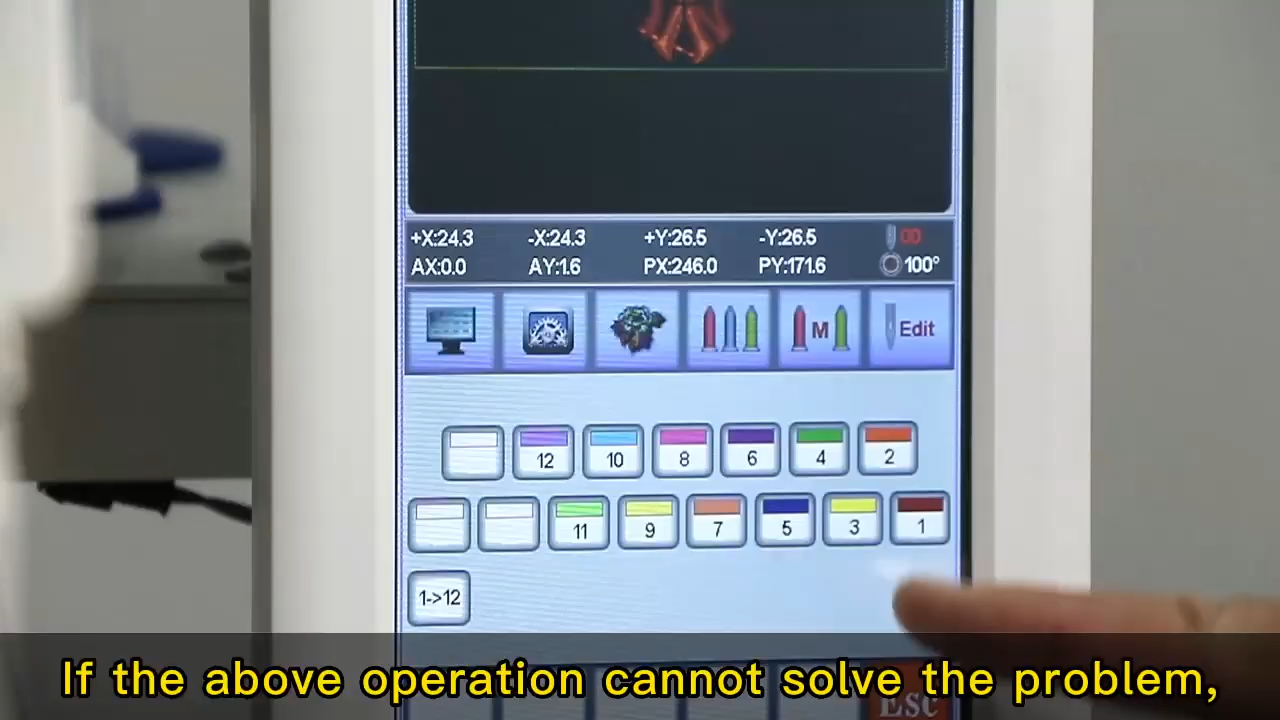 +X:24.3 -X:24.3 +Y:26.5 -Y:26.5 00
AX:0.0 AY:1.6 PX:246.0 PY:171.6 100°
M Edit
12 10 8 6 4 2
11 9 7 5 3 1
1->12
If the above operation cannot solve the problem,
Esc